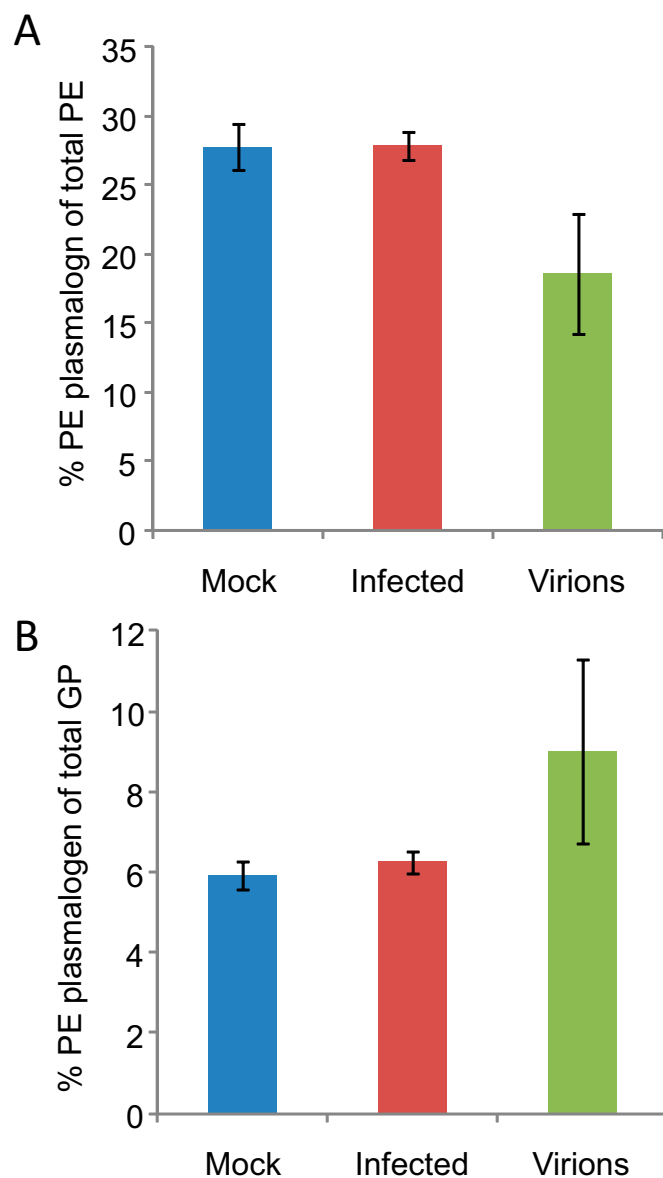 A
% PE plasmalogn of total PE
35
30
25
20
15
10
5
0
Mock Infected Virions
B
% PE plasmalogen of total GP
12
10
8
6
4
2
0
Mock Infected Virions